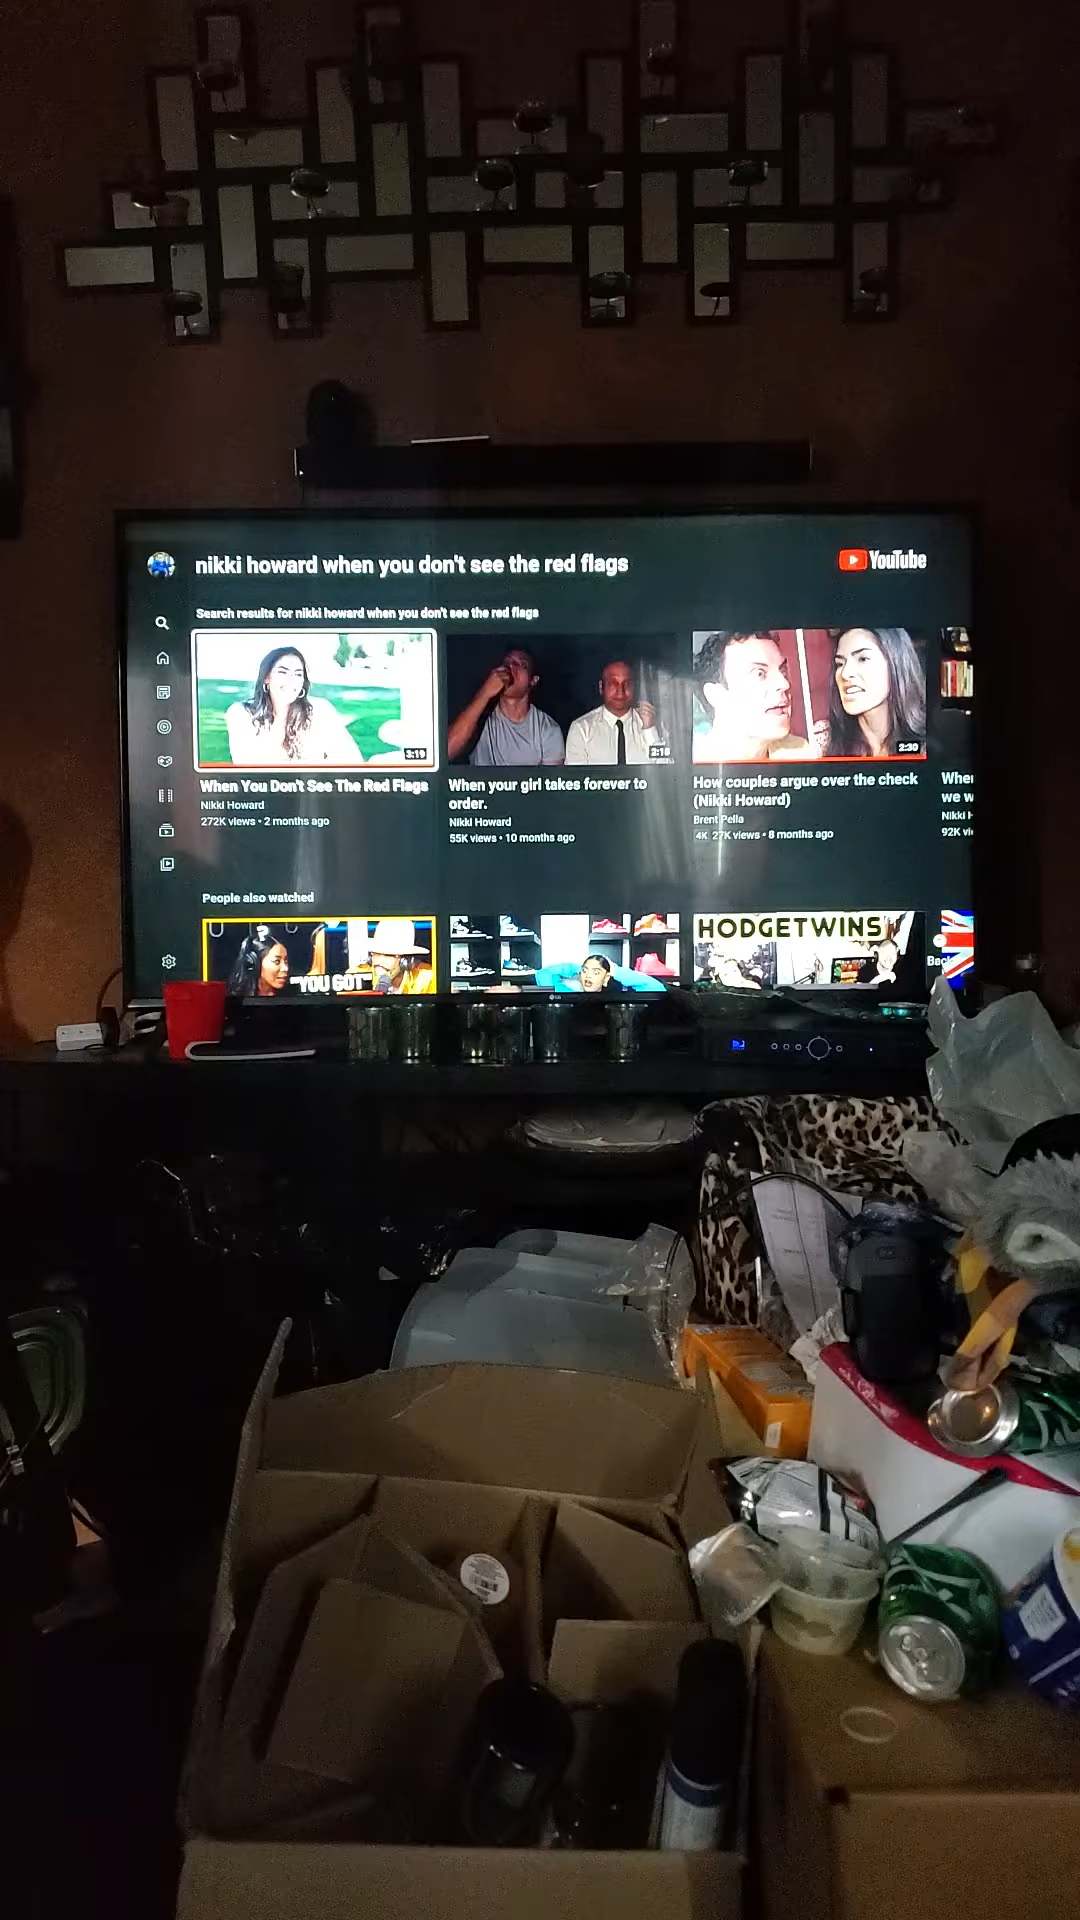 nikki howard when you don't see the red flags
YouTube
Search results for nikki howard when you don't see the red flags
3:19
2:30
When You Don't See The Red Flags
Nikki Howard
272K views • 2 months ago
When your girl takes forever to
order.
Nikki Howard
55K views • 10 months ago
How couples argue over the check
(Nikki Howard)
Brent Pella
4K 27K views • 8 months ago
we w
Nikki H
People also watched
"YOU GOT"
HODGETWINS
LG